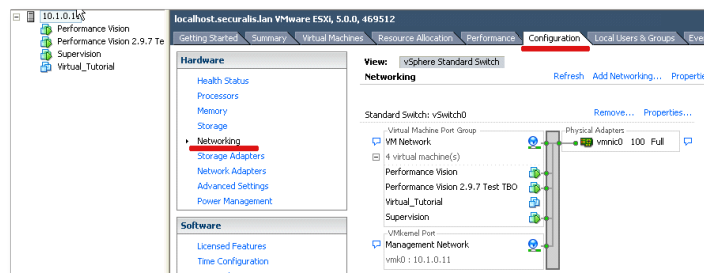 10.1.0.1
Performance Vision
Performance Vision 2.9.7 Te
Supervision
Virtual_Tutorial
localhost.securalis.lan VMware ESXi, 5.0.0, 469512
Getting Started Summary Virtual Machines Resource Allocation Performance Configuration Local Users & Groups Eve
Hardware
Health Status
Processors
Memory
Storage
Networking
Storage Adapters
Network Adapters
Advanced Settings
Power Management
Software
Licensed Features
Time Configuration
View: vSphere Standard Switch
Networking Refresh Add Networking... Propertie
Standard Switch: vSwitch0 Remove... Properties...
Virtual Machine Port Group Physical Adapters
VM Network vmnic0 100 Full
4 virtual machine(s)
Performance Vision
Performance Vision 2.9.7 Test TBO
Virtual_Tutorial
Supervision
VMkernel Port
Management Network
vmk0 : 10.1.0.11